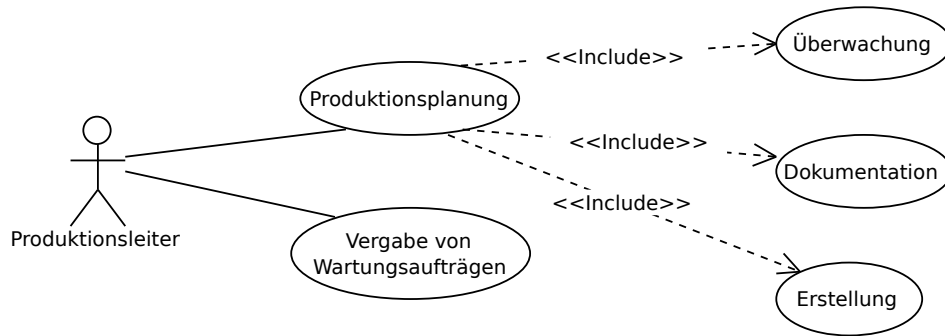 Überwachung
<<Include>>
Produktionsplanung
<<Include>>
Dokumentation
<<Include>>
Produktionsleiter
Vergabe von
Wartungsaufträgen
Erstellung